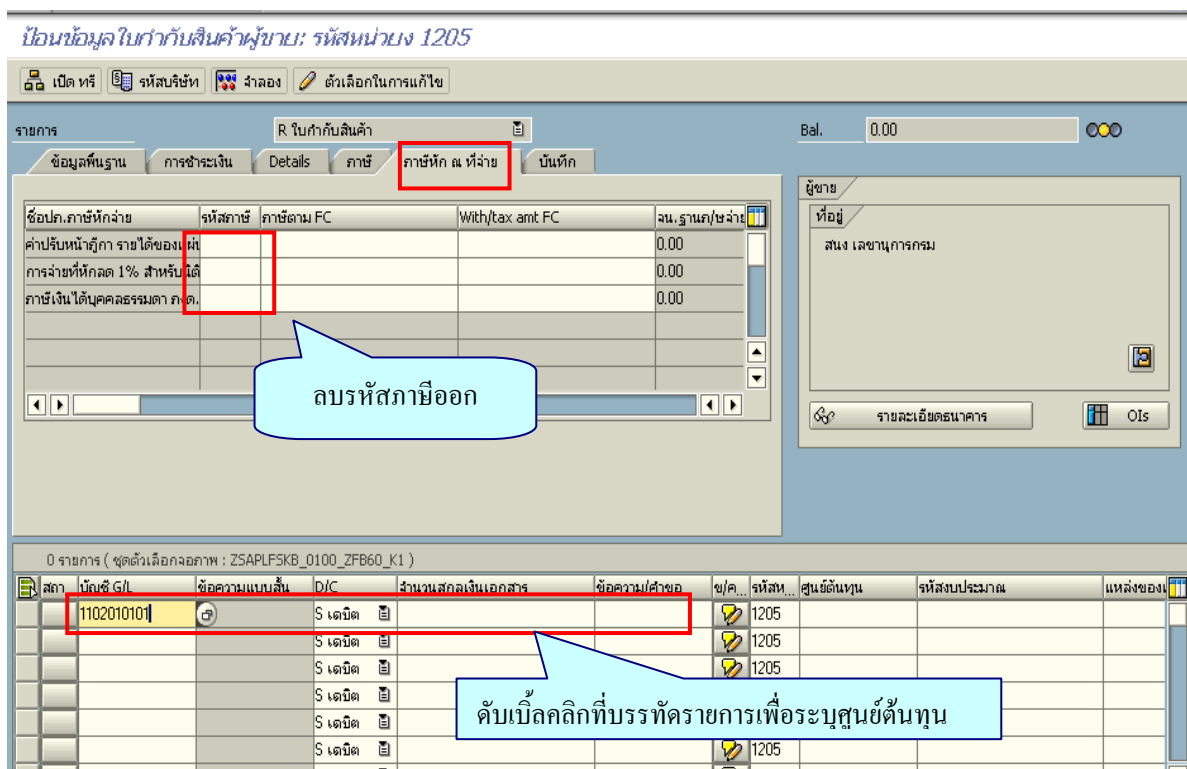 ป้อนข้อมูลใบกำกับสินค้าผู้ขาย: รหัสหน่วยง 1205
เปิด ทรี รหัสบริษัท จำลอง ตัวเลือกในการแก้ไข
รายการ R ใบกำกับสินค้า Bal. 0.00
ข้อมูลพื้นฐาน การชำระเงิน Details ภาษี ภาษีหัก ณ ที่จ่าย บันทึก
ผู้ขาย
ชื่อปภ.ภาษีหักจ่าย รหัสภาษี ภาษีตาม FC With/tax amt FC จน.ฐานภ/ษจ่าย
ที่อยู่
ค่าปรับหน้าฎีกา รายได้ของแผ่น 0.00
สนง เลขานุการกรม
การจ่ายที่หักลด 1% สำหรับนิติ 0.00
ภาษีเงินได้บุคคลธรรมดา ภงด. 0.00
ลบรหัสภาษีออก
รายละเอียดธนาคาร OIs
0 รายการ ( ชุดตัวเลือกจอภาพ : ZSAPLFSKB_0100_ZFB60_K1 )
สถา บัญชี G/L ข้อความแบบสั้น D/C จำนวนสกุลเงินเอกสาร ข้อความ/คำขอ ข/ค... รหัสห... ศูนย์ต้นทุน รหัสงบประมาณ แหล่งของเ
1102010101 S เดบิต 1205
S เดบิต 1205
S เดบิต 1205
S เดบิต
ดับเบิ้ลคลิกที่บรรทัดรายการเพื่อระบุศูนย์ต้นทุน
S เดบิต
S เดบิต 1205